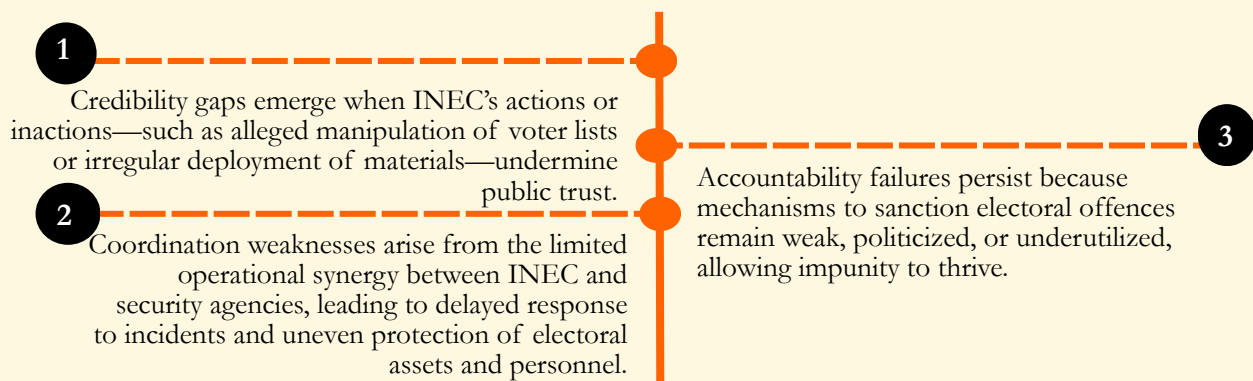 1
Credibility gaps emerge when INEC’s actions or
inactions—such as alleged manipulation of voter lists
or irregular deployment of materials—undermine
public trust.
2
Coordination weaknesses arise from the limited
operational synergy between INEC and
security agencies, leading to delayed response
to incidents and uneven protection of electoral
assets and personnel.
3
Accountability failures persist because
mechanisms to sanction electoral offences
remain weak, politicized, or underutilized,
allowing impunity to thrive.